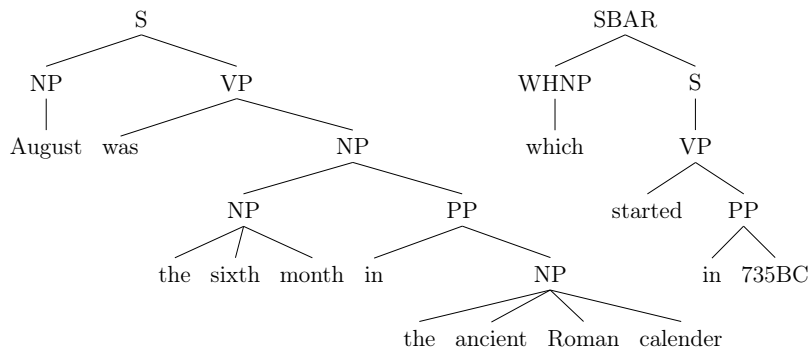 S SBAR
NP VP WHNP S
August was NP which VP
NP PP started PP
the sixth month in NP in 735BC
the ancient Roman calender